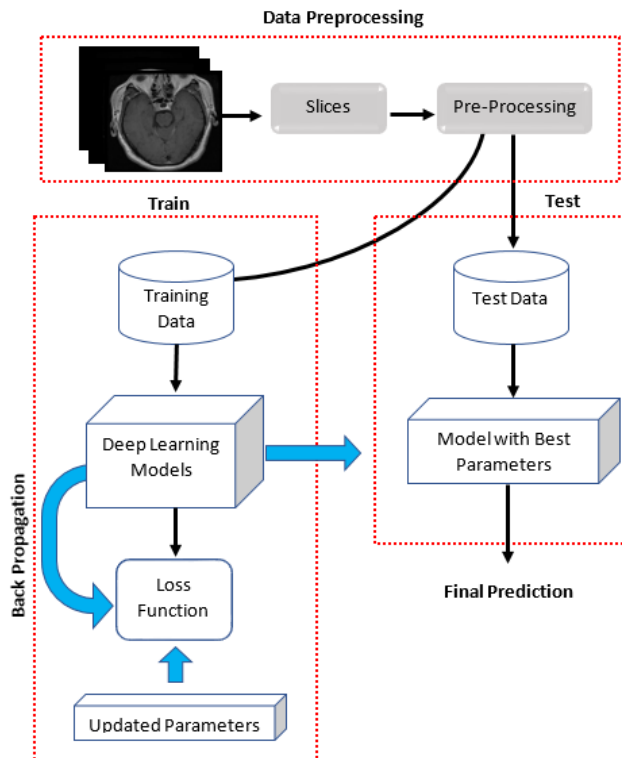 Data Preprocessing
Slices
Pre-Processing
Train
Test
Training
Data
Test Data
Deep Learning
Models
Model with Best
Parameters
Back Propagation
Loss
Function
Final Prediction
Updated Parameters